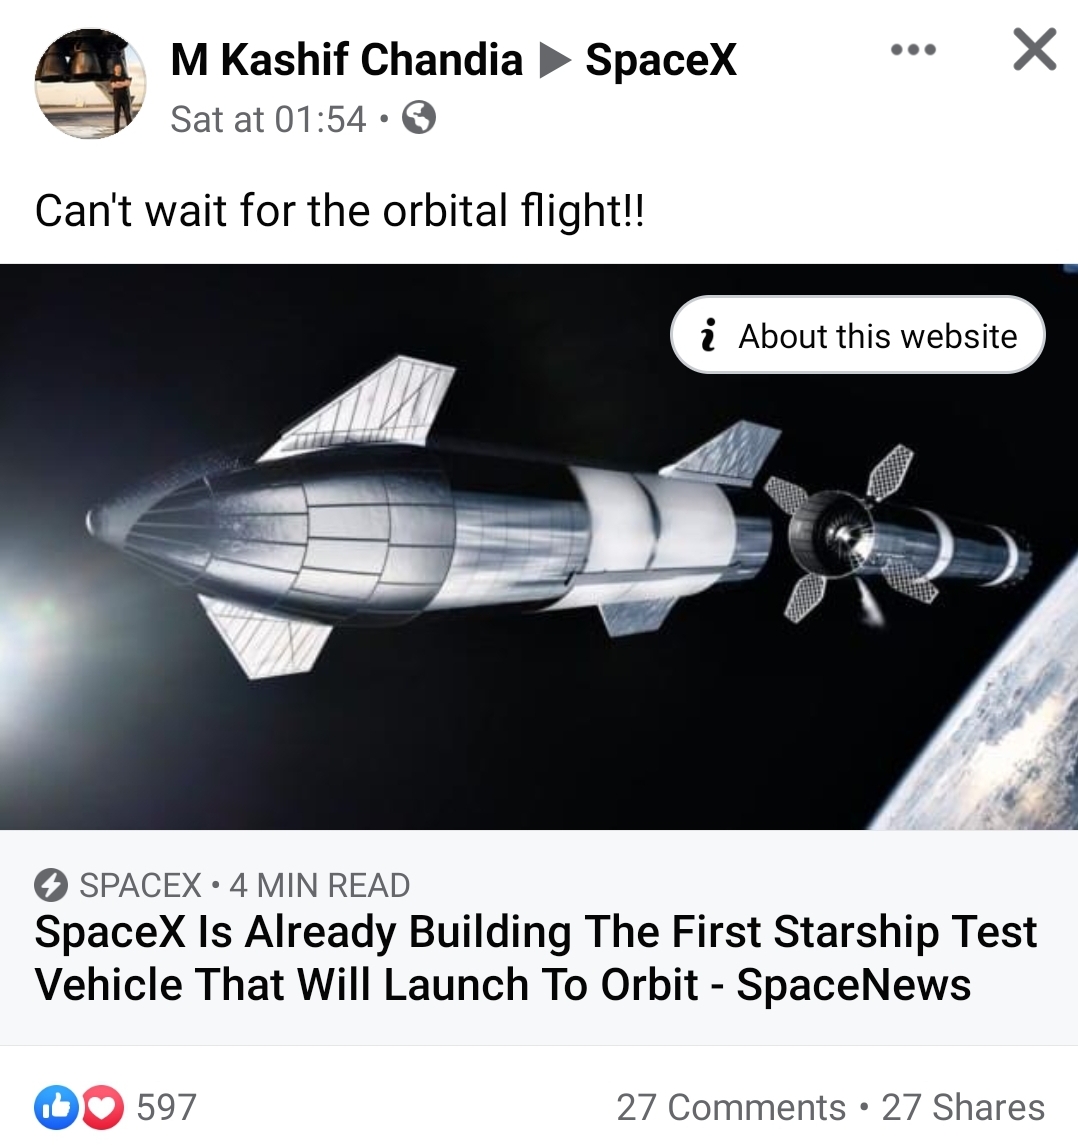 M Kashif Chandia ▶ SpaceX
Sat at 01:54 •
Can't wait for the orbital flight!!
i About this website
SPACEX • 4 MIN READ
SpaceX Is Already Building The First Starship Test
Vehicle That Will Launch To Orbit - SpaceNews
597
27 Comments • 27 Shares